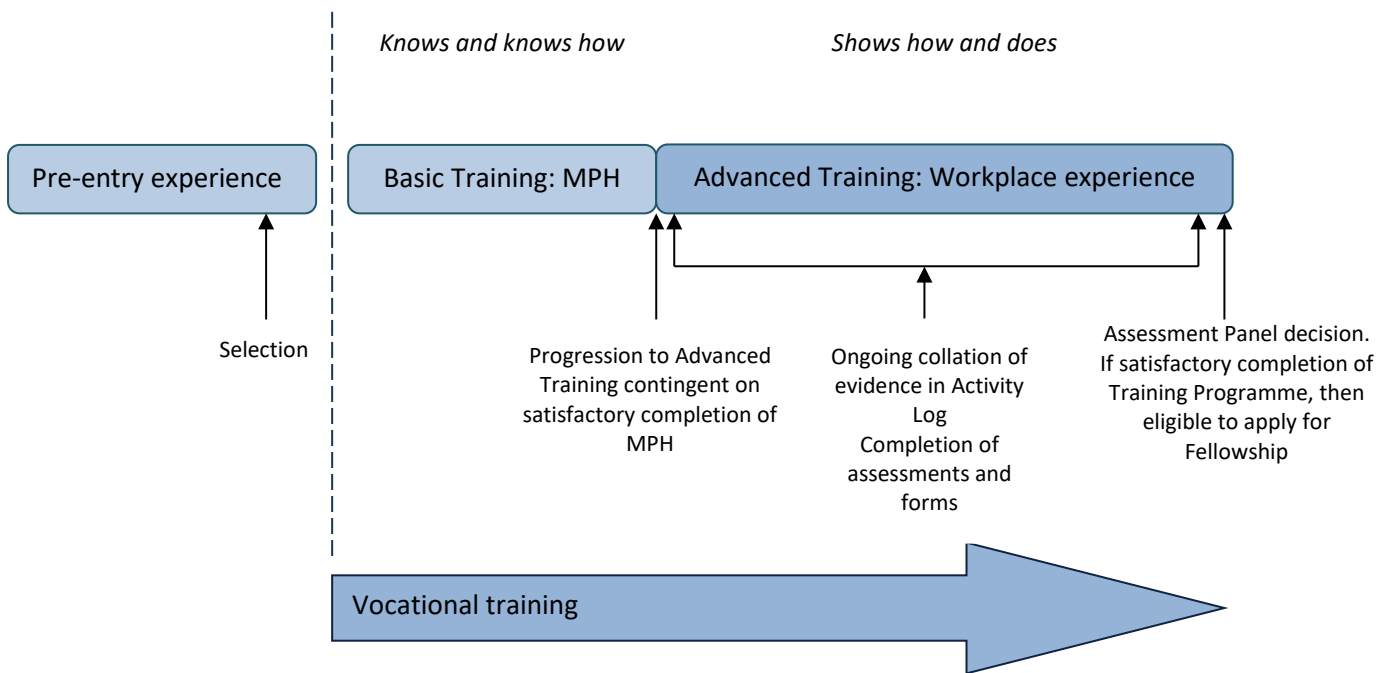 Knows and knows how
Shows how and does
Pre-entry experience
Basic Training: MPH
Advanced Training: Workplace experience
Selection
Progression to Advanced
Training contingent on
satisfactory completion of
MPH
Ongoing collation of
evidence in Activity
Log
Completion of
assessments and
forms
Assessment Panel decision.
If satisfactory completion of
Training Programme, then
eligible to apply for
Fellowship
Vocational training